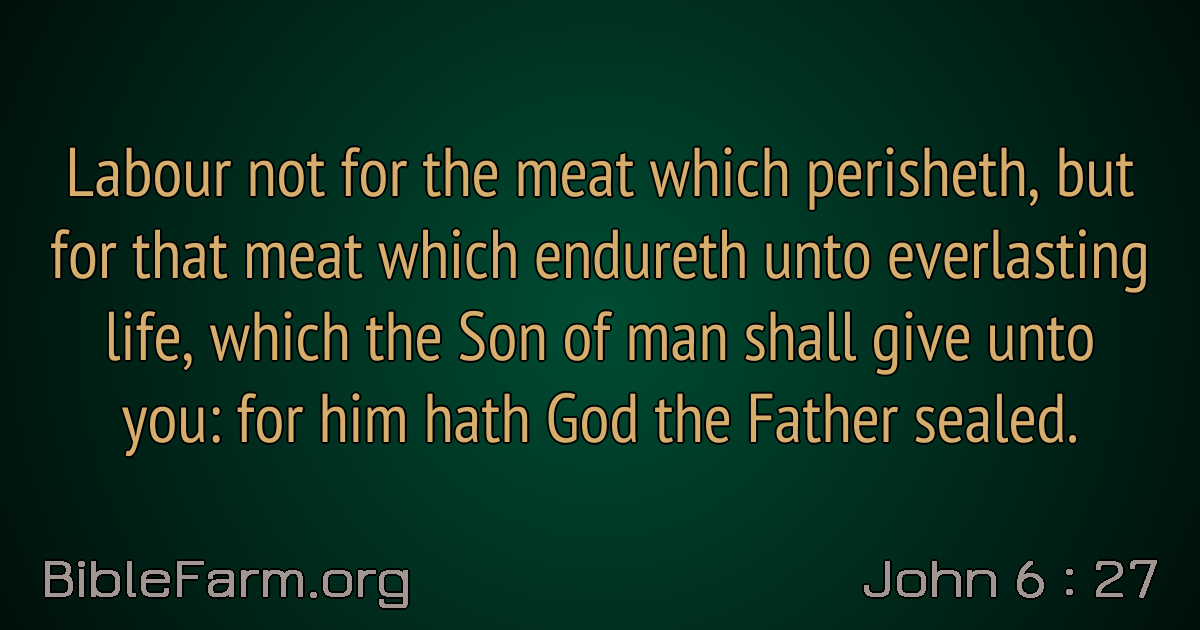 Labour not for the meat which perisheth, but
for that meat which endureth unto everlasting
life, which the Son of man shall give unto
you: for him hath God the Father sealed.
BibleFarm.org
John 6 : 27